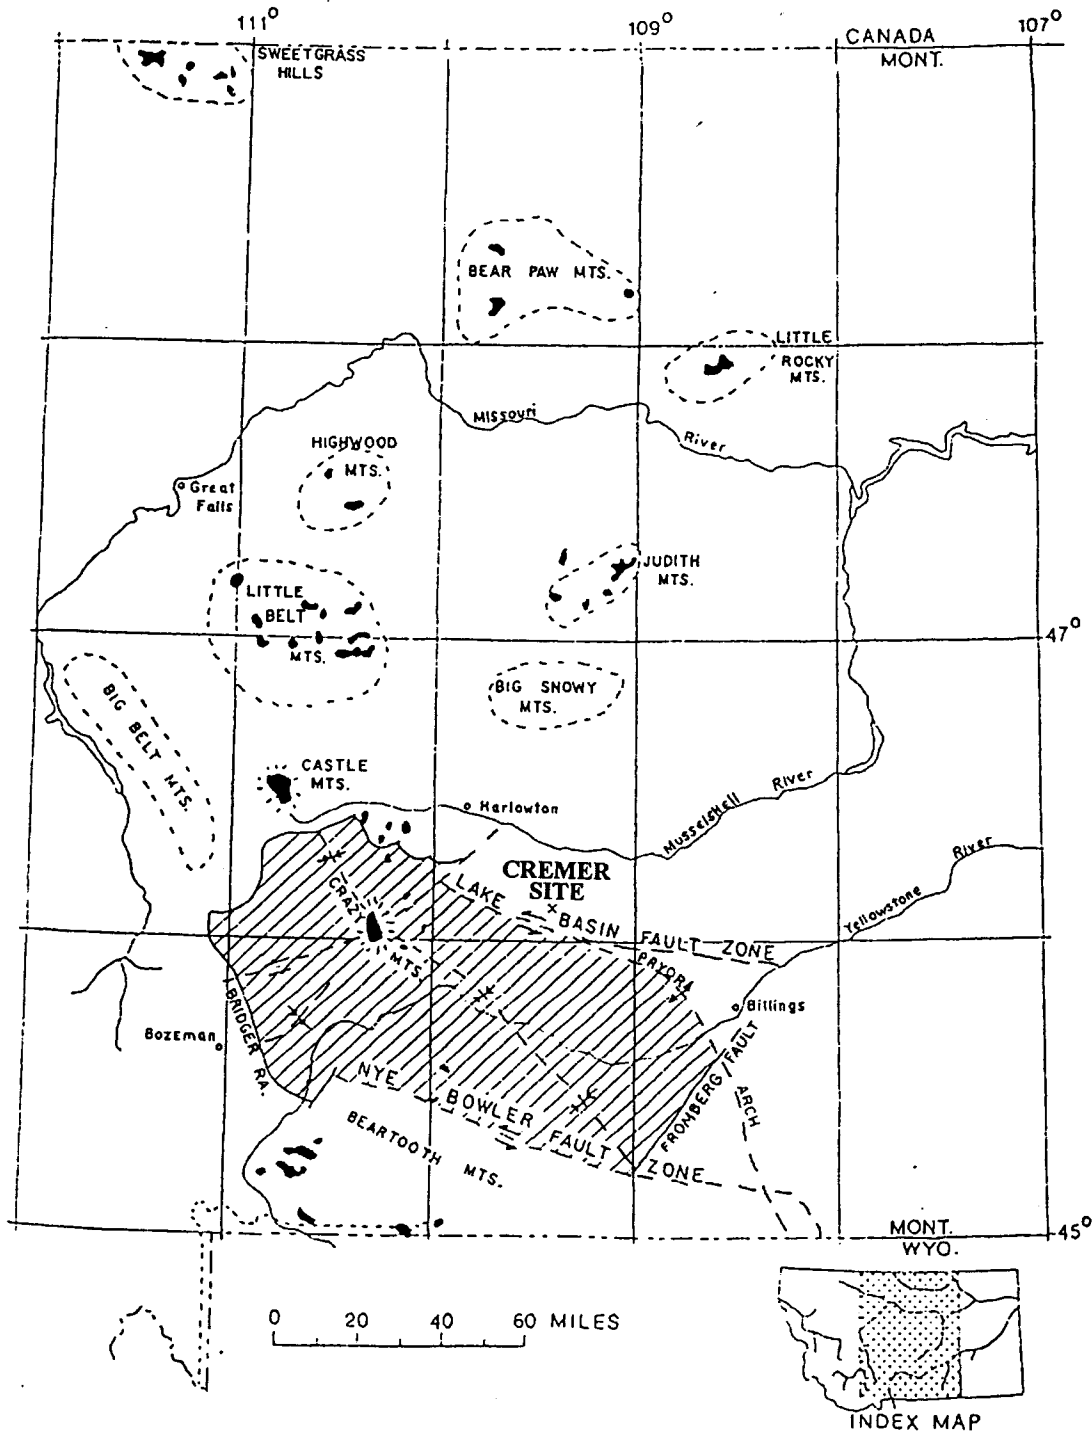 111° 109° 107°
CANADA
MONT.
SWEETGRASS
HILLS
BEAR PAW MTS.
LITTLE
ROCKY
MTS.
Missouri
River
HIGHWOOD
MTS.
Great
Falls
JUDITH
MTS.
LITTLE
BELT
MTS.
47°
BIG SNOWY
MTS.
BIG BELT MTS.
CASTLE
MTS.
Harlowton
Musselshell River
Yellowstone River
CREMER
SITE
CRAZY
MTS.
LAKE BASIN FAULT ZONE
PRYOR
ARCH
Billings
BRIDGER RA.
Bozeman
NYE BOWLER FAULT ZONE
FROMBERG FAULT
BEARTOOTH MTS.
45°
MONT.
WYO.
0 20 40 60 MILES
INDEX MAP